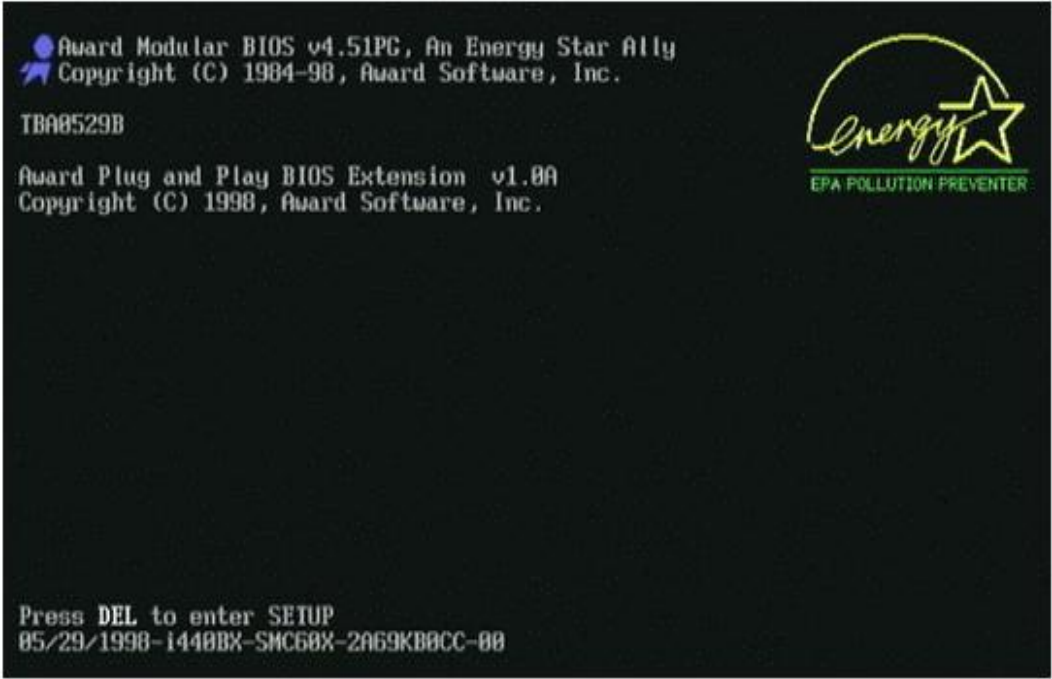 Award Modular BIOS v4.51PG, An Energy Star Ally
Copyright (C) 1984-98, Award Software, Inc.
TBA0529B
Award Plug and Play BIOS Extension v1.0A
Copyright (C) 1998, Award Software, Inc.
energy
EPA POLLUTION PREVENTER
Press DEL to enter SETUP
05/29/1998-i440BX-SMC60X-2A69KB0CC-00